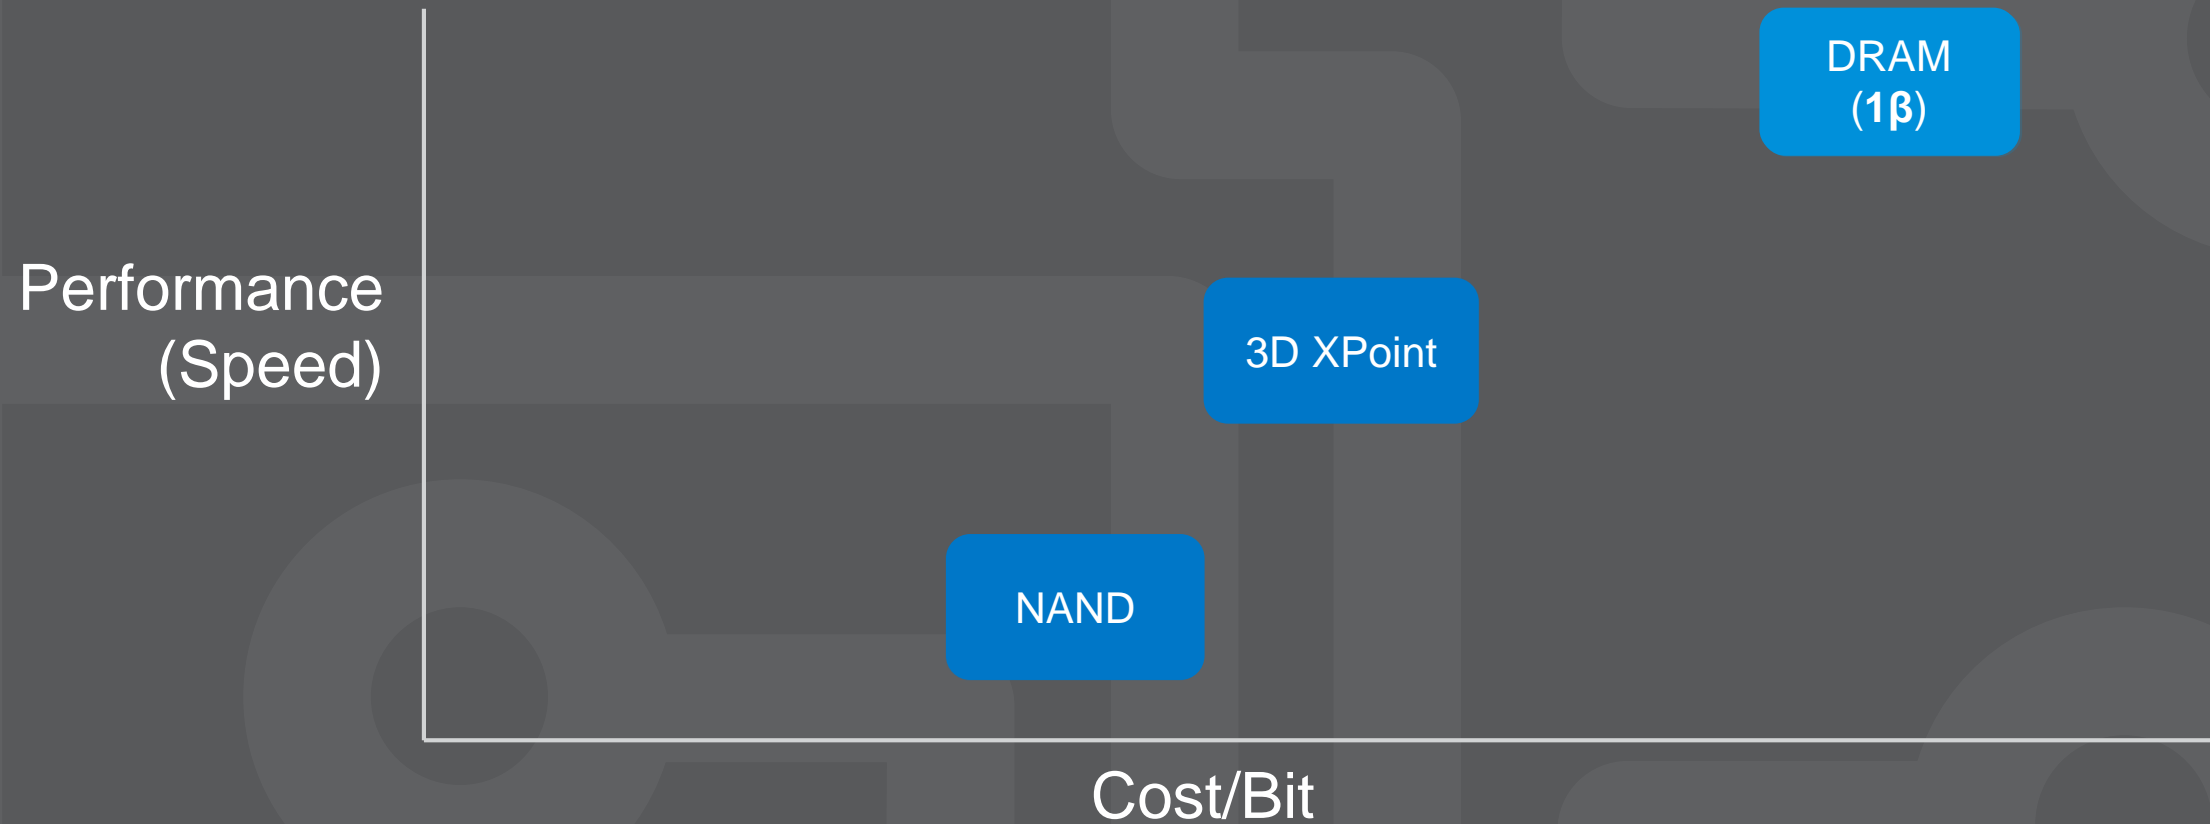 DRAM
(1β)
Performance
(Speed)
3D XPoint
NAND
Cost/Bit